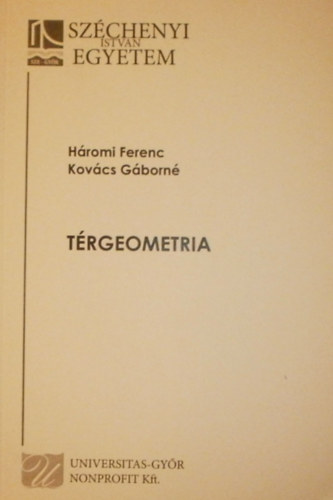 SZÉCHENYI
ISTVÁN
EGYETEM
Háromi Ferenc
Kovács Gáborné
TÉRGEOMETRIA
UNIVERSITAS-GYŐR
NONPROFIT Kft.